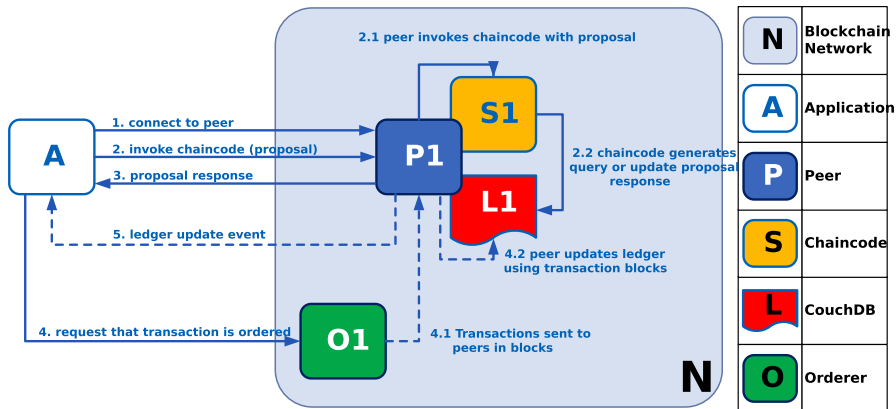 2.1 peer invokes chaincode with proposal
1. connect to peer
2. invoke chaincode (proposal)
3. proposal response
A
P1
S1
L1
2.2 chaincode generates
query or update proposal
response
5. ledger update event
4.2 peer updates ledger
using transaction blocks
4. request that transaction is ordered
O1
4.1 Transactions sent to
peers in blocks
N
N
Blockchain
Network
A
Application
P
Peer
S
Chaincode
L
CouchDB
O
Orderer